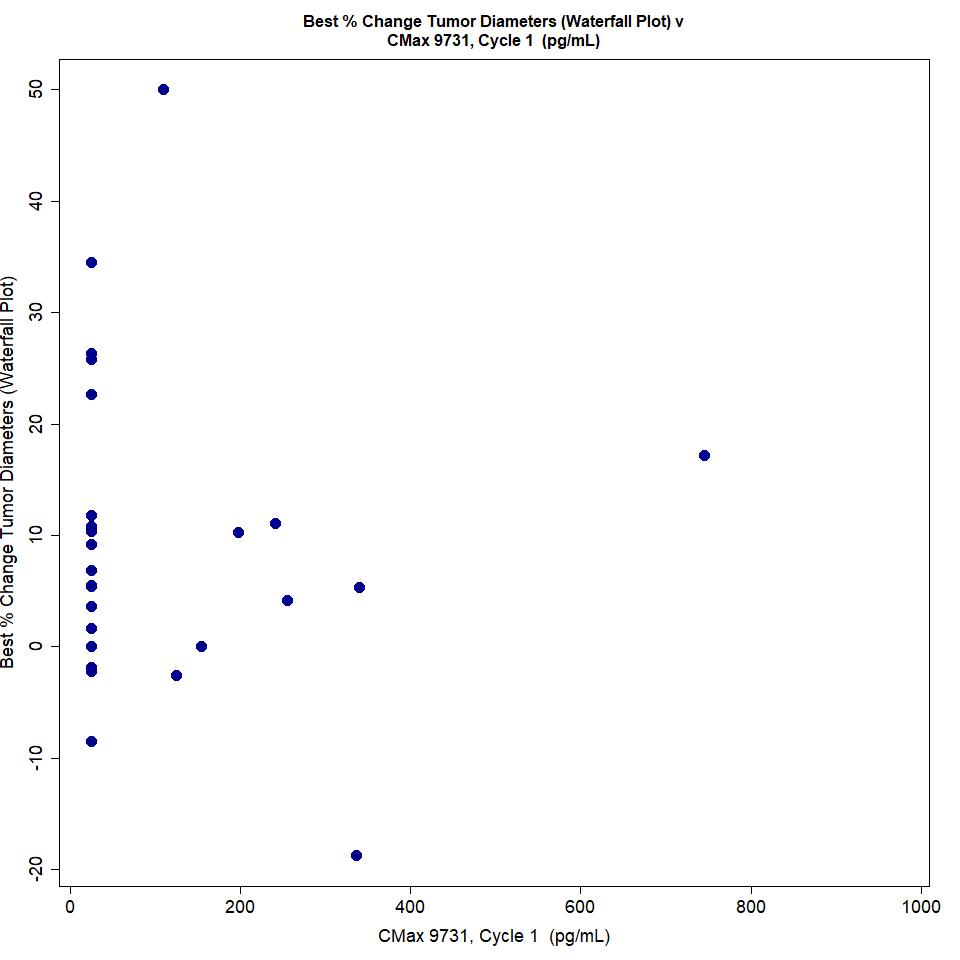 Best % Change Tumor Diameters (Waterfall Plot) v
CMax 9731, Cycle 1 (pg/mL)
Best % Change Tumor Diameters (Waterfall Plot)
50
40
30
20
10
0
-10
-20
0 200 400 600 800 1000
CMax 9731, Cycle 1 (pg/mL)